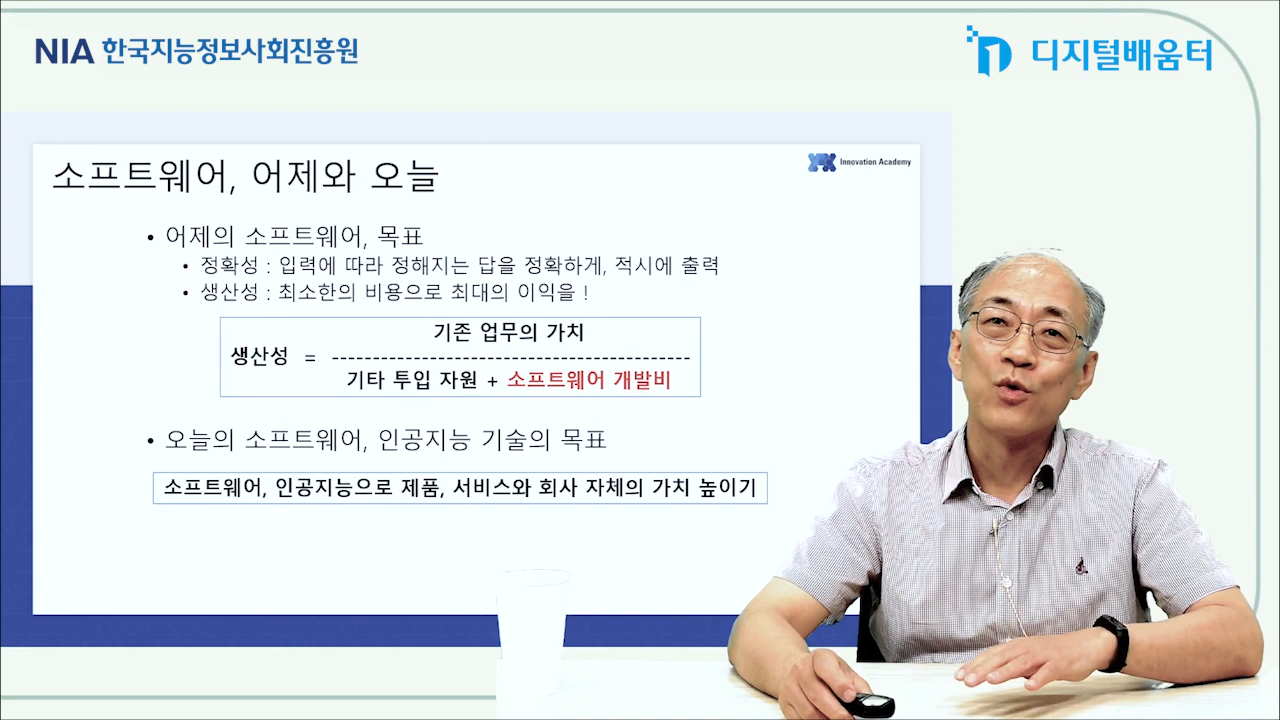 NIA 한국지능정보사회진흥원
디지털배움터
Innovation Academy
소프트웨어, 어제와 오늘
• 어제의 소프트웨어, 목표
• 정확성 : 입력에 따라 정해지는 답을 정확하게, 적시에 출력
• 생산성 : 최소한의 비용으로 최대의 이익을 !
기존 업무의 가치
생산성 = --------------------------------------------
기타 투입 자원 + 소프트웨어 개발비
• 오늘의 소프트웨어, 인공지능 기술의 목표
소프트웨어, 인공지능으로 제품, 서비스와 회사 자체의 가치 높이기